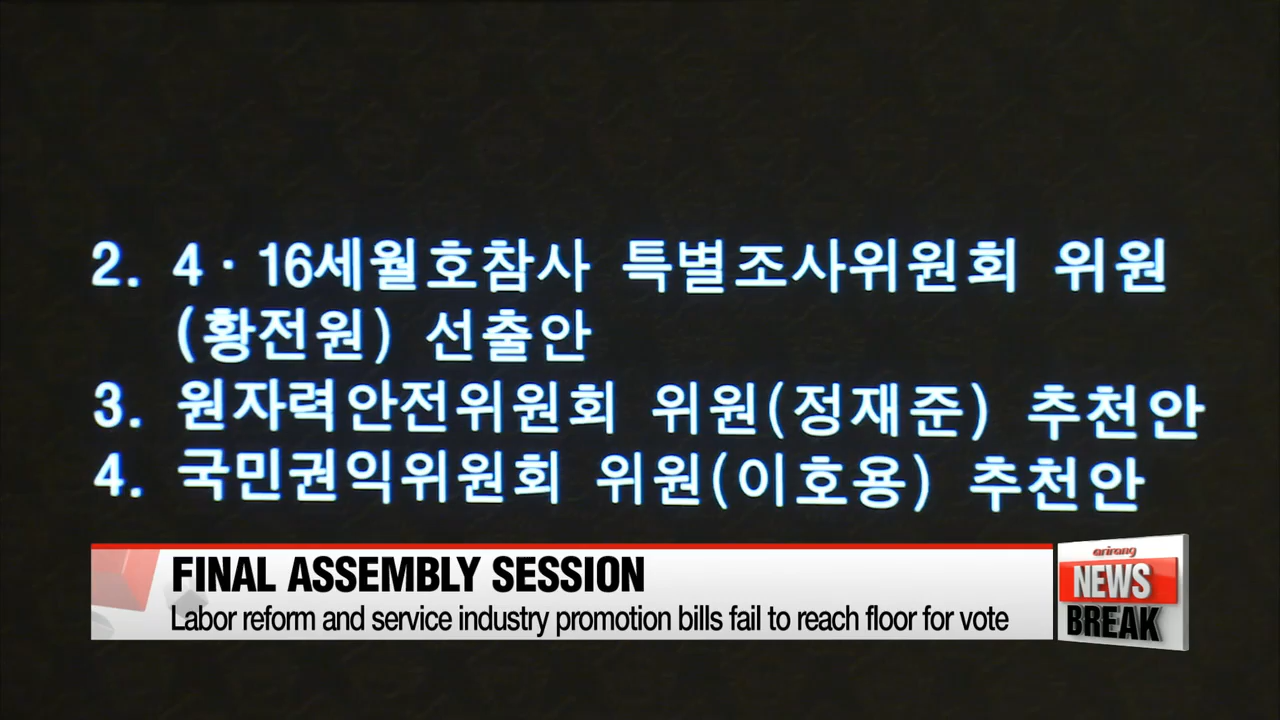 2. 4·16세월호참사 특별조사위원회 위원
(황전원) 선출안
3. 원자력안전위원회 위원(정재준) 추천안
4. 국민권익위원회 위원(이호용) 추천안
FINAL ASSEMBLY SESSION
Labor reform and service industry promotion bills fail to reach floor for vote
arirang
NEWS
BREAK